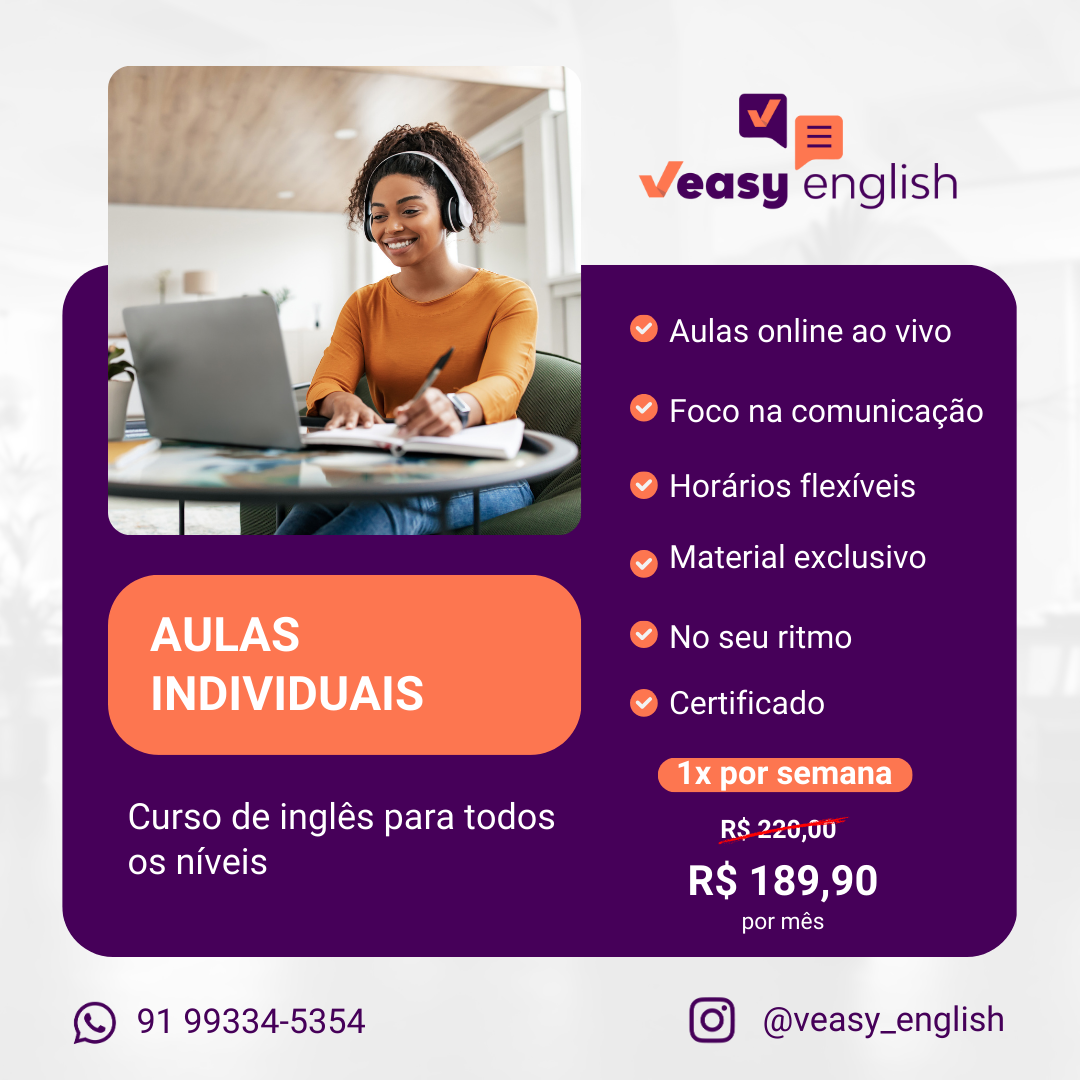 veasy english
Aulas online ao vivo
Foco na comunicação
Horários flexíveis
Material exclusivo
No seu ritmo
Certificado
AULAS
INDIVIDUAIS
Curso de inglês para todos
os níveis
1x por semana
R$ 220,00
R$ 189,90
por mês
91 99334-5354
@veasy_english